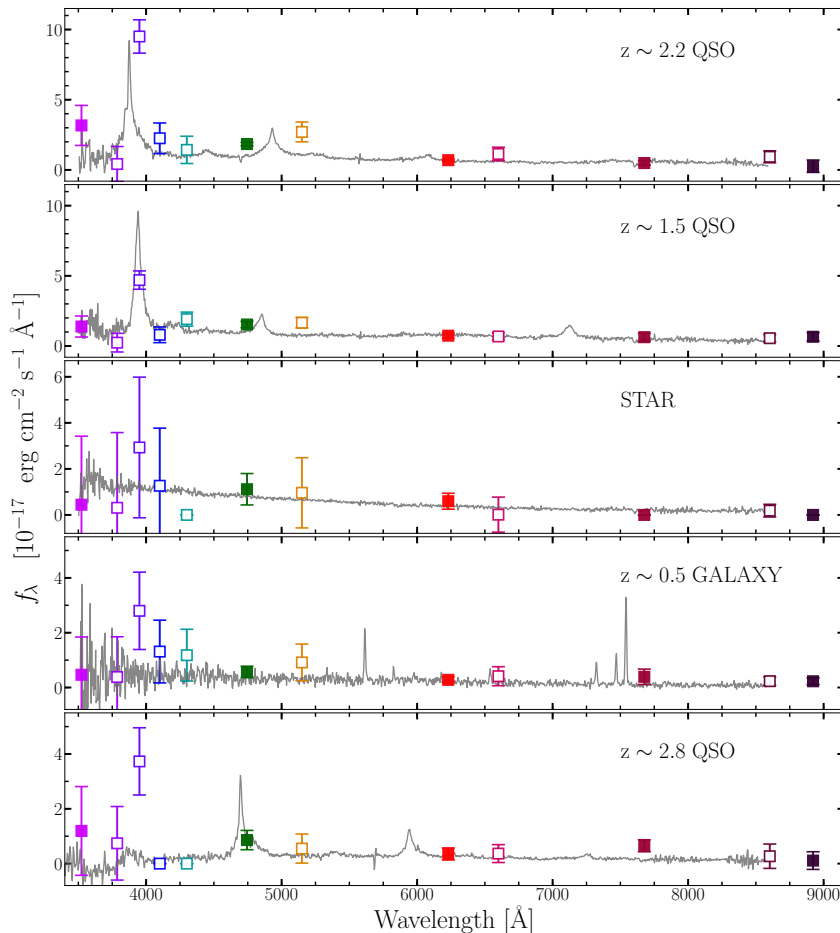 10
5
0
z ∼ 2.2 QSO
10
5
0
z ∼ 1.5 QSO
6
4
2
0
STAR
4
2
0
z ∼ 0.5 GALAXY
4
2
0
z ∼ 2.8 QSO
4000 5000 6000 7000 8000 9000
Wavelength [Å]
f_λ [10⁻¹⁷ erg cm⁻² s⁻¹ Å⁻¹]